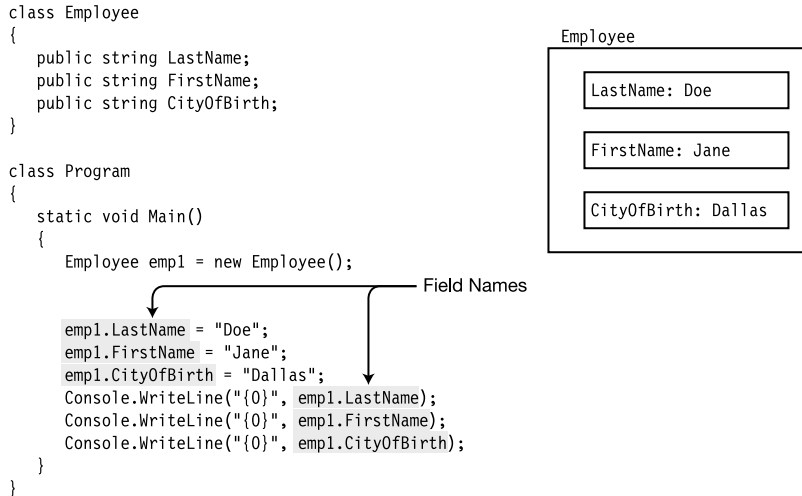 class Employee
{
   public string LastName;
   public string FirstName;
   public string CityOfBirth;
}
class Program
{
   static void Main()
   {
      Employee emp1 = new Employee();
Field Names
      emp1.LastName = "Doe";
      emp1.FirstName = "Jane";
      emp1.CityOfBirth = "Dallas";
      Console.WriteLine("{0}", emp1.LastName);
      Console.WriteLine("{0}", emp1.FirstName);
      Console.WriteLine("{0}", emp1.CityOfBirth);
   }
}
Employee
LastName: Doe
FirstName: Jane
CityOfBirth: Dallas